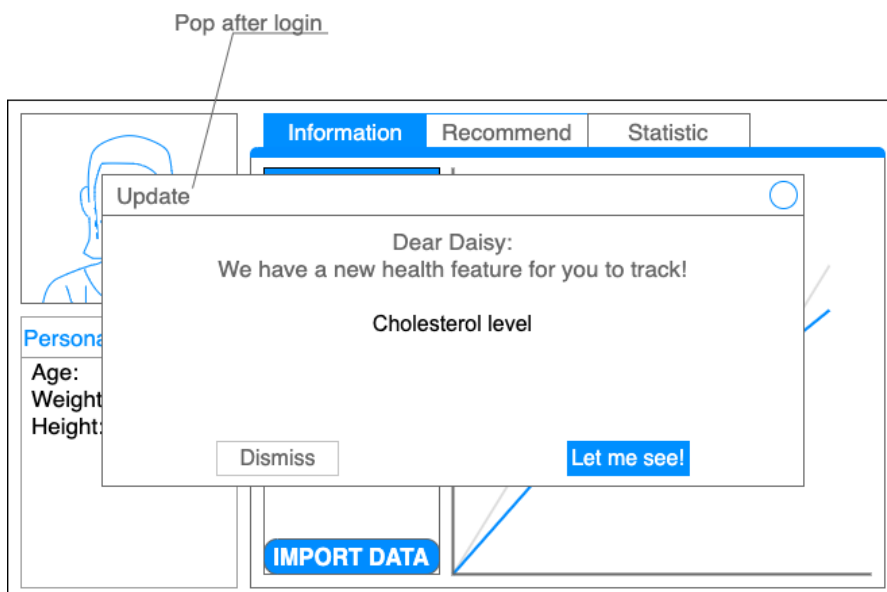 Pop after login
Information Recommend Statistic
Update
Dear Daisy:
We have a new health feature for you to track!
Cholesterol level
Persona
Age:
Weight
Height:
Dismiss Let me see!
IMPORT DATA